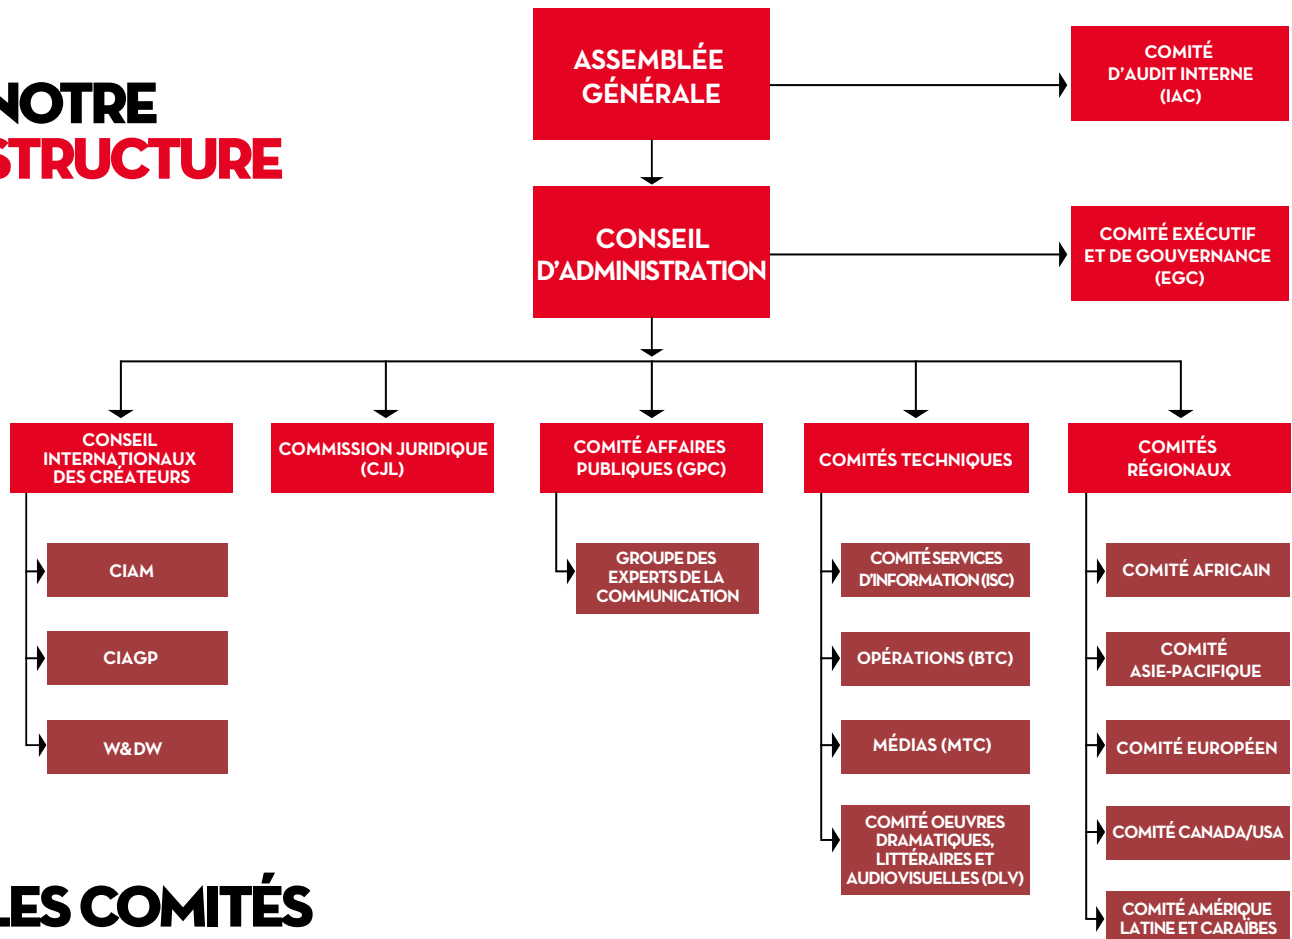 NOTRE
STRUCTURE
ASSEMBLÉE
GÉNÉRALE
COMITÉ
D'AUDIT INTERNE
(IAC)
CONSEIL
D'ADMINISTRATION
COMITÉ EXÉCUTIF
ET DE GOUVERNANCE
(EGC)
CONSEIL
INTERNATIONAUX
DES CRÉATEURS
CIAM
CIAGP
W&DW
COMMISSION JURIDIQUE
(CJL)
COMITÉ AFFAIRES
PUBLIQUES (GPC)
GROUPE DES
EXPERTS DE LA
COMMUNICATION
COMITÉS TECHNIQUES
COMITÉ SERVICES
D'INFORMATION (ISC)
OPÉRATIONS (BTC)
MÉDIAS (MTC)
COMITÉ OEUVRES
DRAMATIQUES,
LITTÉRAIRES ET
AUDIOVISUELLES (DLV)
COMITÉS
RÉGIONAUX
COMITÉ AFRICAIN
COMITÉ
ASIE-PACIFIQUE
COMITÉ EUROPÉEN
COMITÉ CANADA/USA
COMITÉ AMÉRIQUE
LATINE ET CARAÏBES
LES COMITÉS